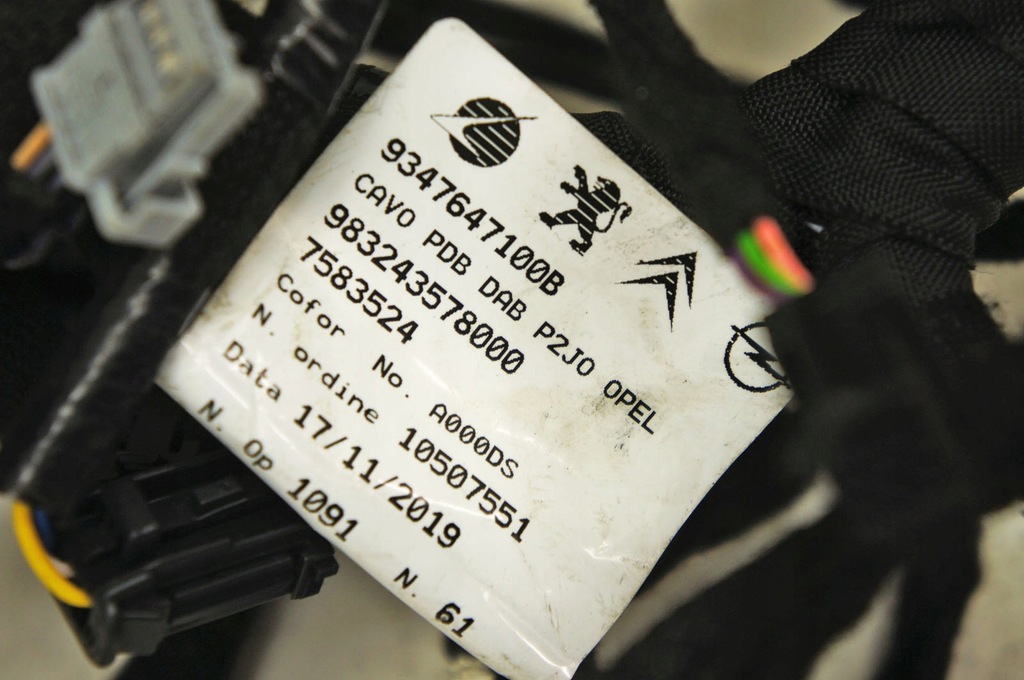 9347647100B
CAVO PDB DAB P2JO OPEL
983243578000
7583524
Cofor No. A000DS
N. ordine 10507551
Data 17/11/2019
N. Op 1091 N. 61